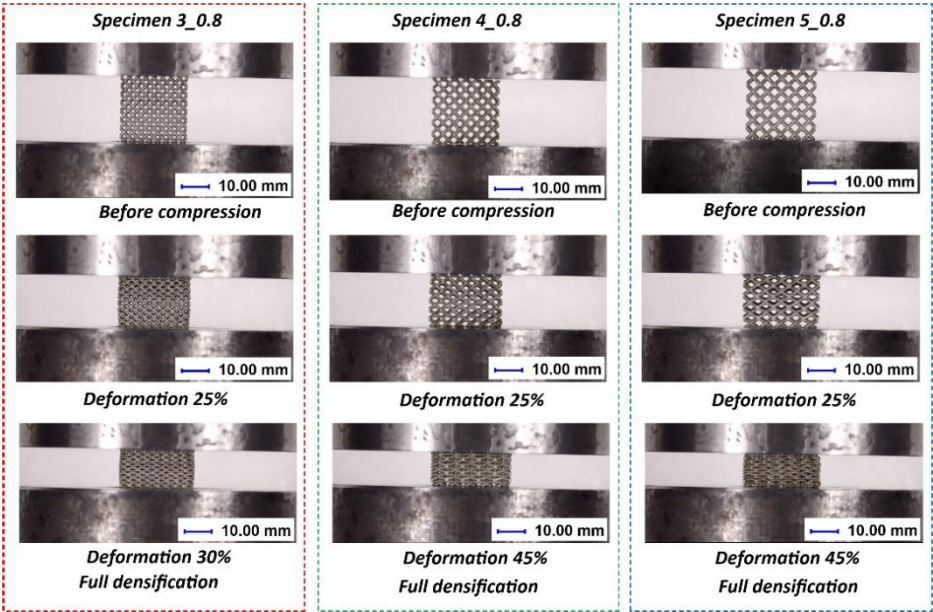 Specimen 3_0.8
10.00 mm
Before compression
10.00 mm
Deformation 25%
10.00 mm
Deformation 30%
Full densification
Specimen 4_0.8
10.00 mm
Before compression
10.00 mm
Deformation 25%
10.00 mm
Deformation 45%
Full densification
Specimen 5_0.8
10.00 mm
Before compression
10.00 mm
Deformation 25%
10.00 mm
Deformation 45%
Full densification